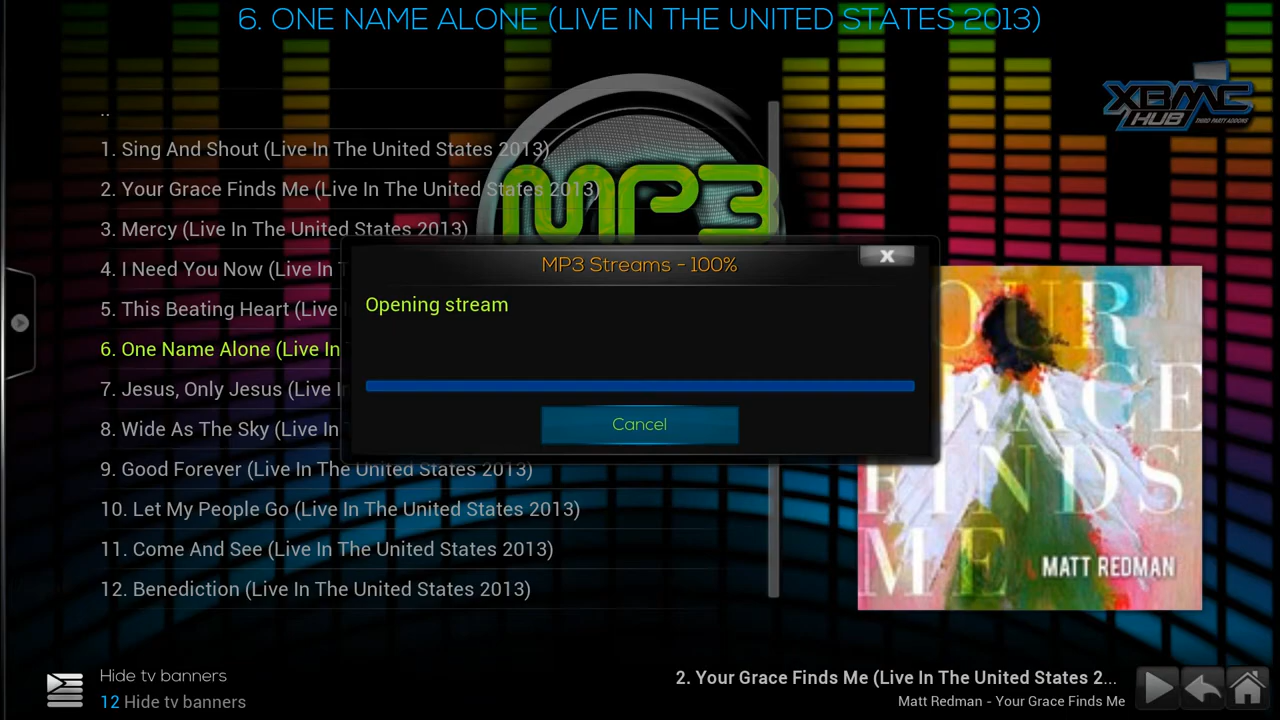 6. ONE NAME ALONE (LIVE IN THE UNITED STATES 2013)
XBMC
HUB
THIRD PARTY ADDONS
..
1. Sing And Shout (Live In The United States 2013)
2. Your Grace Finds Me (Live In The United States 2013)
3. Mercy (Live In The United States 2013)
4. I Need You Now (Live In
5. This Beating Heart (Live
6. One Name Alone (Live In
7. Jesus, Only Jesus (Live
8. Wide As The Sky (Live In
9. Good Forever (Live In The United States 2013)
10. Let My People Go (Live In The United States 2013)
11. Come And See (Live In The United States 2013)
12. Benediction (Live In The United States 2013)
MP3
MP3 Streams - 100%
X
Opening stream
Cancel
OUR
RACE
FINDS
ME
MATT REDMAN
Hide tv banners
12 Hide tv banners
2. Your Grace Finds Me (Live In The United States 2...
Matt Redman - Your Grace Finds Me